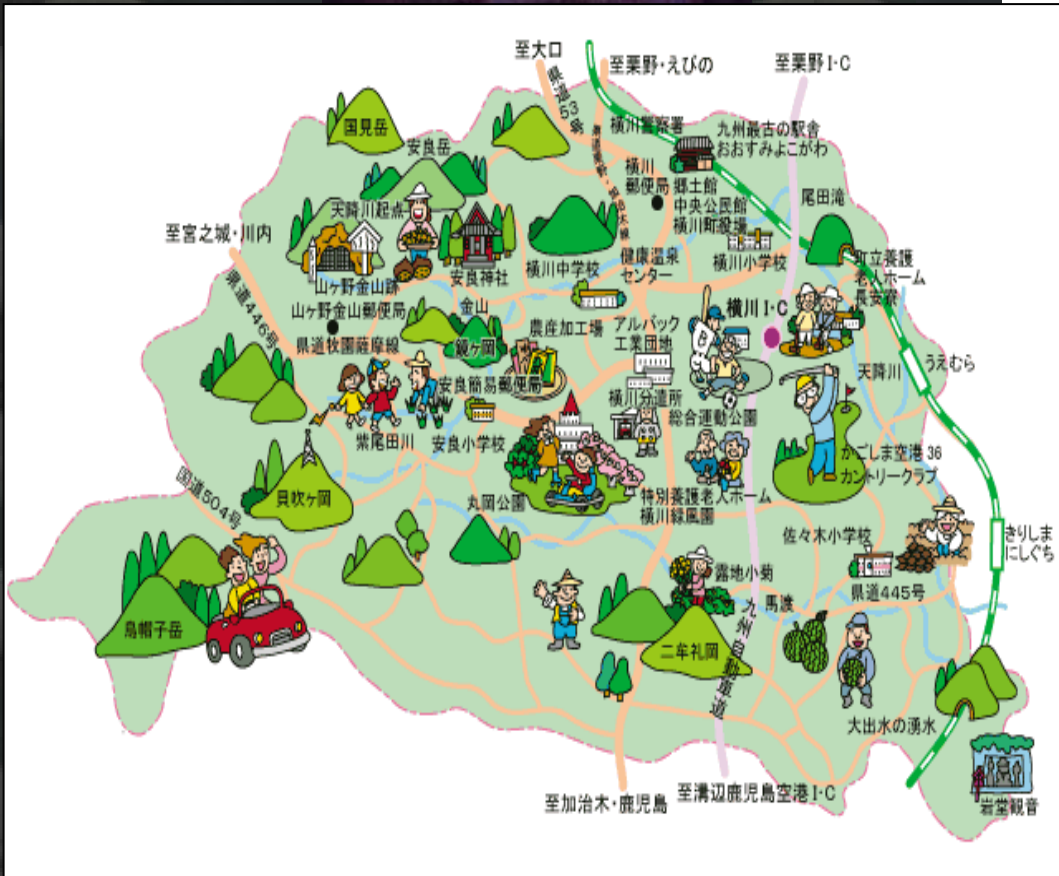 至大口
至栗野・えびの
至栗野I・C
県道53号
国見岳
横川警察署
九州最古の駅舎
おおすみよこがわ
安良岳
横川
郵便局
郷土館
中央公民館
横川町役場
尾田滝
天降川起点
至宮之城・川内
健康温泉
センター
横川小学校
町立養護
老人ホーム
長安寮
安良神社
横川中学校
山ヶ野金山跡
県道446号
山ヶ野金山郵便局
金山
横川I・C
農産加工場
アルバック
工業団地
県道牧園薩摩線
鏡ヶ岡
うえむら
天降川
安良簡易郵便局
横川分遣所
総合運動公園
紫尾田川
安良小学校
かごしま空港36
カントリークラブ
国道504号
貝吹ヶ岡
丸岡公園
特別養護老人ホーム
横川緑風園
佐々木小学校
きりしま
にしぐち
露地小菊
県道445号
馬渡
烏帽子岳
二牟礼岡
九州自動車道
大出水の湧水
至加治木・鹿児島
至溝辺鹿児島空港I・C
岩堂観音